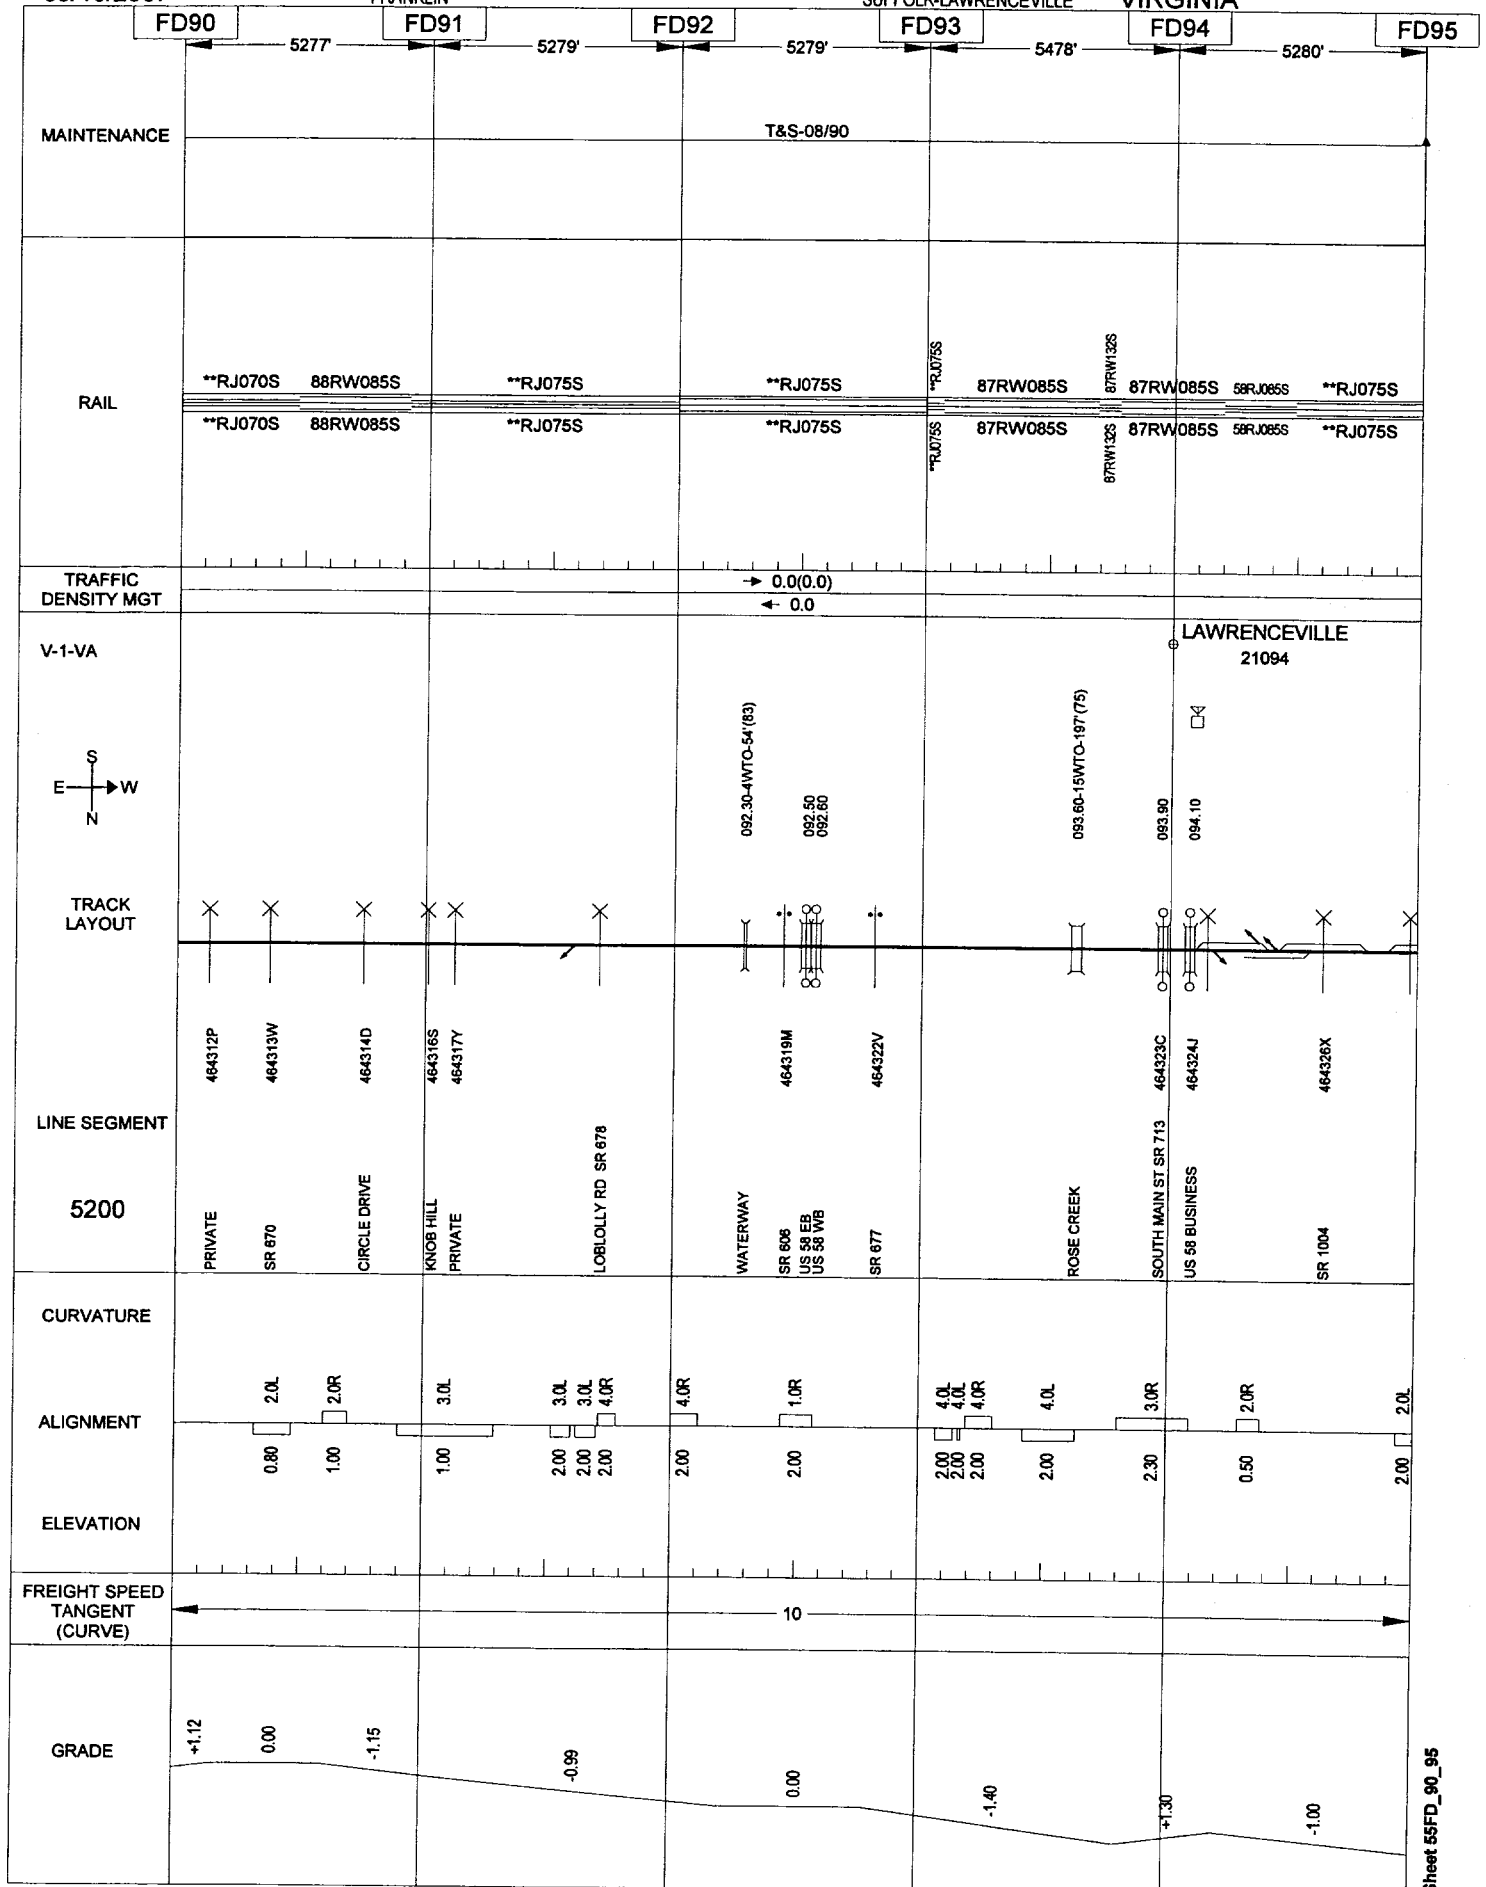 FRANKLIN
SUFFOLK-LAWRENCEVILLE
VIRGINIA
FD90
FD91
FD92
FD93
FD94
FD95
5277'
5279'
5279'
5478'
5280'
MAINTENANCE
T&S-08/90
RAIL
**RJ070S
88RW085S
**RJ075S
**RJ075S
**RJ075S
87RW085S
87RW132S
87RW085S
58RJ085S
**RJ075S
**RJ070S
88RW085S
**RJ075S
**RJ075S
**RJ075S
87RW085S
87RW132S
87RW085S
58RJ085S
**RJ075S
TRAFFIC
DENSITY MGT
0.0(0.0)
0.0
V-1-VA
LAWRENCEVILLE
21094
S
E
W
N
092.30-4WTO-54'(83)
092.50
092.60
093.60-15WTO-197'(75)
093.90
094.10
TRACK
LAYOUT
464312P
464313W
464314D
464316S
464317Y
464319M
464322V
464323C
464324J
464326X
LINE SEGMENT
5200
PRIVATE
SR 670
CIRCLE DRIVE
KNOB HILL
PRIVATE
LOBLOLLY RD SR 678
WATERWAY
SR 606
US 58 EB
US 58 WB
SR 677
ROSE CREEK
SOUTH MAIN ST SR 713
US 58 BUSINESS
SR 1004
CURVATURE
ALIGNMENT
2.0L
2.0R
3.0L
3.0L
3.0L
4.0R
4.0R
1.0R
4.0L
4.0L
4.0R
4.0L
3.0R
2.0R
2.0L
0.80
1.00
1.00
2.00
2.00
2.00
2.00
2.00
2.00
2.00
2.00
2.00
2.30
0.50
2.00
ELEVATION
FREIGHT SPEED
TANGENT
(CURVE)
10
GRADE
+1.12
0.00
-1.15
-0.99
0.00
-1.40
+1.30
-1.00
Sheet 55FD_90_95